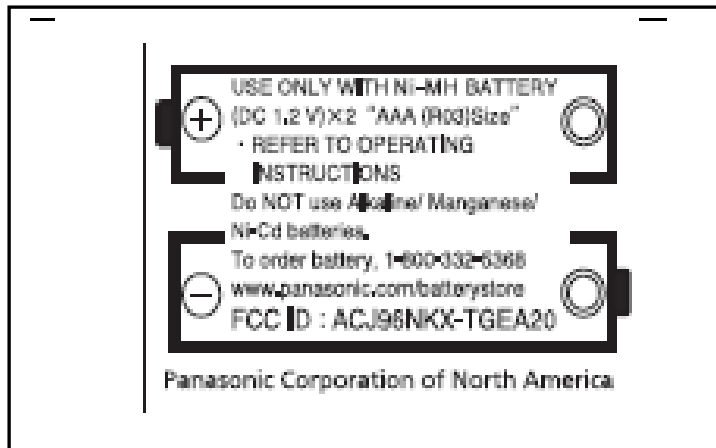 USE ONLY WITH Ni-MH BATTERY
(DC 1.2 V)×2 "AAA (R03)Size"
・REFER TO OPERATING
INSTRUCTIONS
Do NOT use Alkaline/ Manganese/
Ni-Cd batteries.
To order battery, 1-800-332-5368
www.panasonic.com/batterystore
FCC ID : ACJ96NKX-TGEA20
Panasonic Corporation of North America